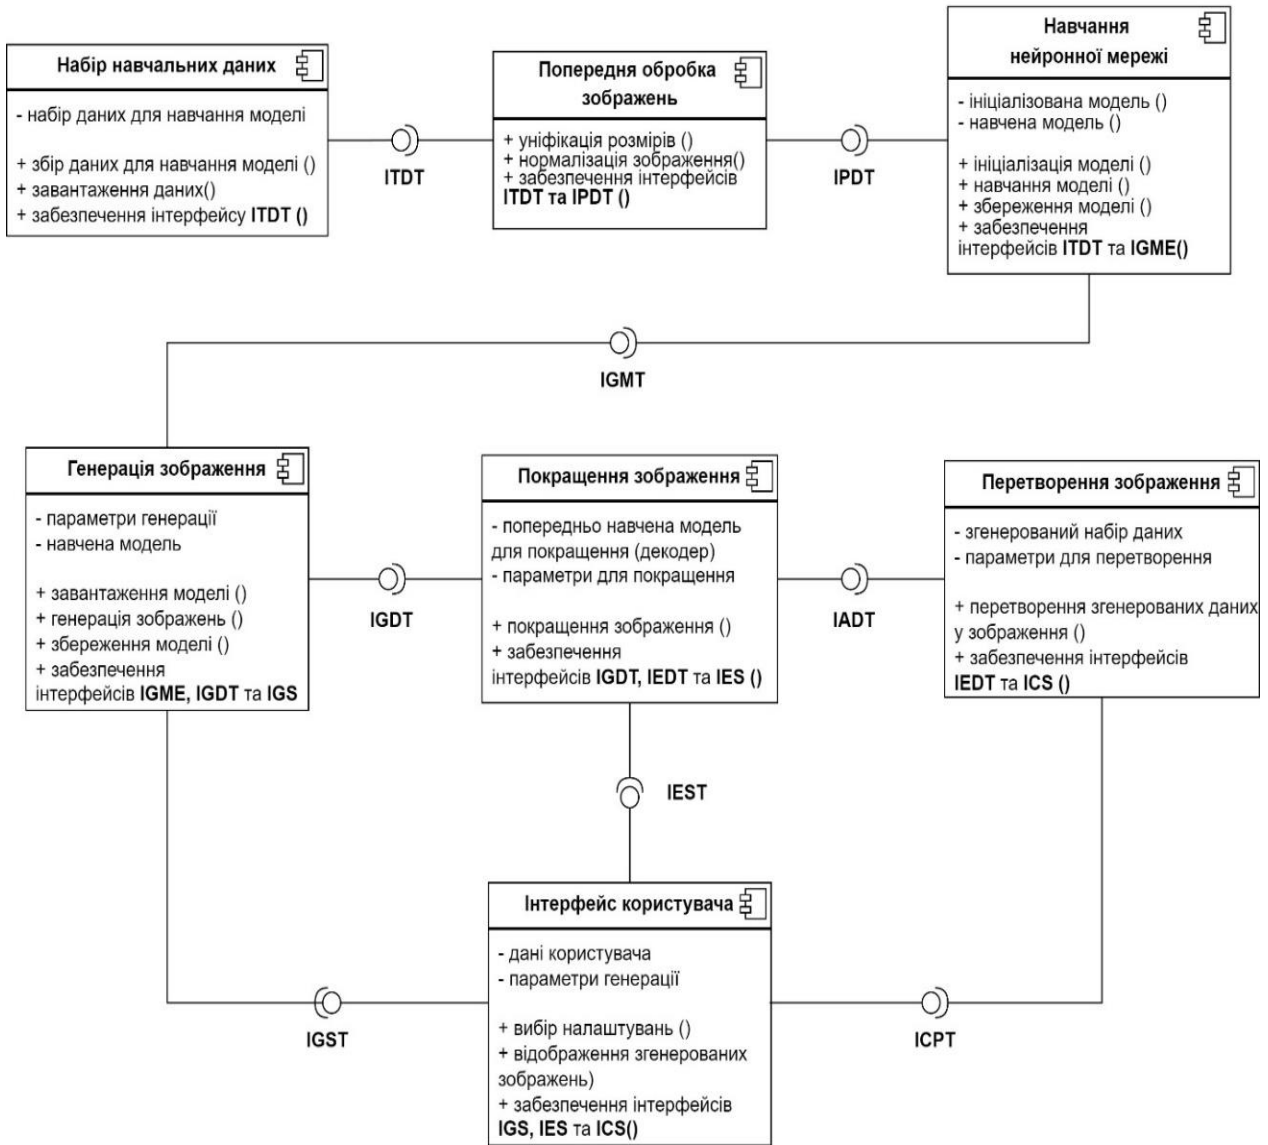 Набір навчальних даних
- набір даних для навчання моделі
+ збір даних для навчання моделі ()
+ завантаження даних()
+ забезпечення інтерфейсу ITDT ()
ITDT
Попередня обробка
зображень
+ уніфікація розмірів ()
+ нормалізація зображення()
+ забезпечення інтерфейсів
ITDT та IPDT ()
IPDT
Навчання
нейронної мережі
- ініціалізована модель ()
- навчена модель ()
+ ініціалізація моделі ()
+ навчання моделі ()
+ збереження моделі ()
+ забезпечення
інтерфейсів ITDT та IGME()
IGMT
Генерація зображення
- параметри генерації
- навчена модель
+ завантаження моделі ()
+ генерація зображень ()
+ збереження моделі ()
+ забезпечення
інтерфейсів IGME, IGDT та IGS
IGDT
Покращення зображення
- попередньо навчена модель
для покращення (декодер)
- параметри для покращення
+ покращення зображення ()
+ забезпечення
інтерфейсів IGDT, IEDT та IES ()
IADT
Перетворення зображення
- згенерований набір даних
- параметри для перетворення
+ перетворення згенерованих даних
у зображення ()
+ забезпечення інтерфейсів
IEDT та ICS ()
IEST
Інтерфейс користувача
- дані користувача
- параметри генерації
+ вибір налаштувань ()
+ відображення згенерованих
зображень)
+ забезпечення інтерфейсів
IGS, IES та ICS()
IGST
ICPT